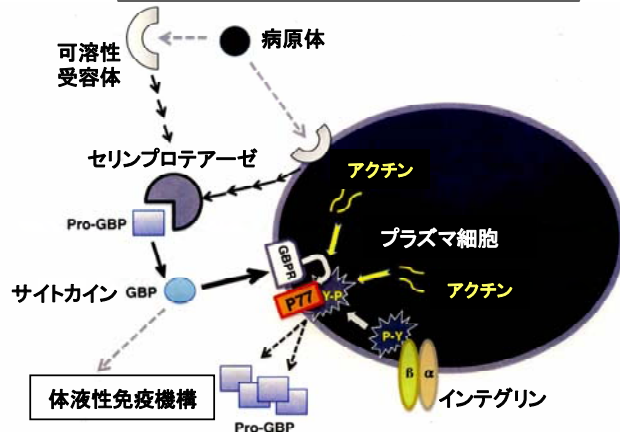 可溶性
受容体
病原体
セリンプロテアーゼ
アクチン
Pro-GBP
プラズマ細胞
GBPR
サイトカイン GBP
P77
Y-P
アクチン
P-Y
体液性免疫機構
β α
インテグリン
Pro-GBP